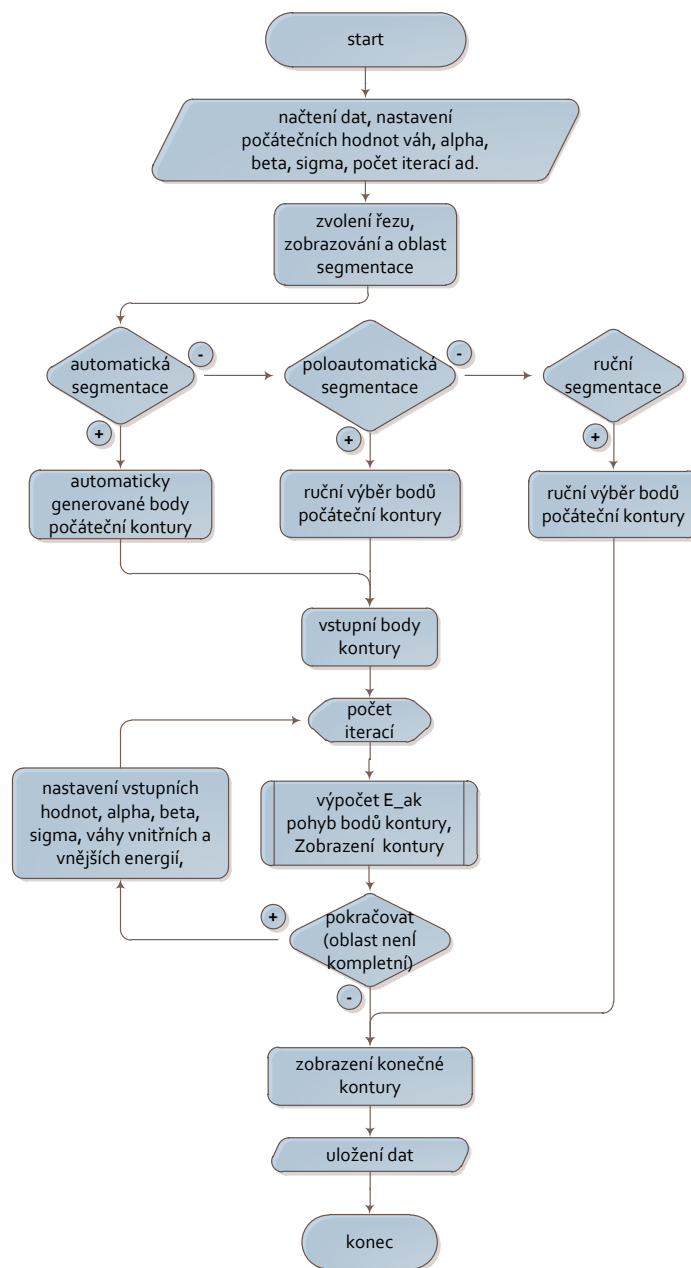 start
načtení dat, nastavení
počátečních hodnot váh, alpha,
beta, sigma, počet iterací ad.
zvolení řezu,
zobrazování a oblast
segmentace
automatická
segmentace
-
poloautomatická
segmentace
-
ruční
segmentace
+
+
+
automaticky
generované body
počáteční kontury
ruční výběr bodů
počáteční kontury
ruční výběr bodů
počáteční kontury
vstupní body
kontury
počet
iterací
nastavení vstupních
hodnot, alpha, beta,
sigma, váhy vnitřních a
vnějších energií,
výpočet E_ak
pohyb bodů kontury,
Zobrazení  kontury
+
pokračovat
(oblast neNÍ
kompletní)
-
zobrazení konečné
kontury
uložení dat
konec